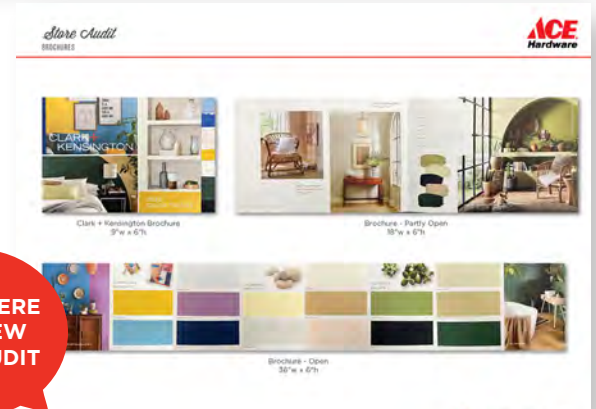 Store Audit
BROCHURES
ACE
Hardware
CLARK+
KENSINGTON
Clark + Kensington Brochure
9"w x 6"h
Brochure - Partly Open
18"w x 6"h
ERE
EW
UDIT
Brochure - Open
36"w x 6"h